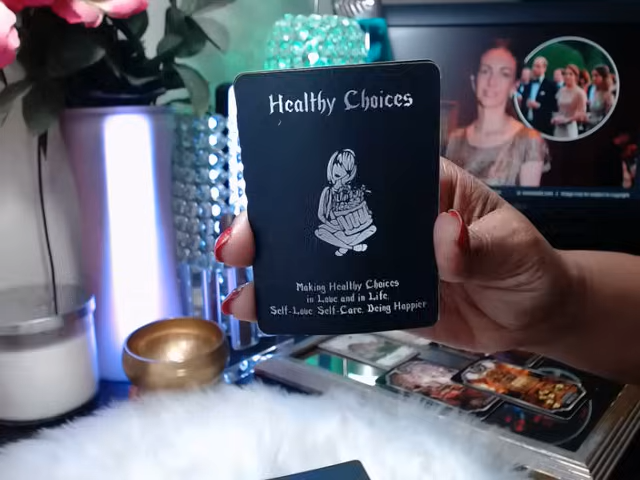 Healthy Choices
Making Healthy Choices
in Love and in Life.
Self-Love. Self-Care. Being Happier